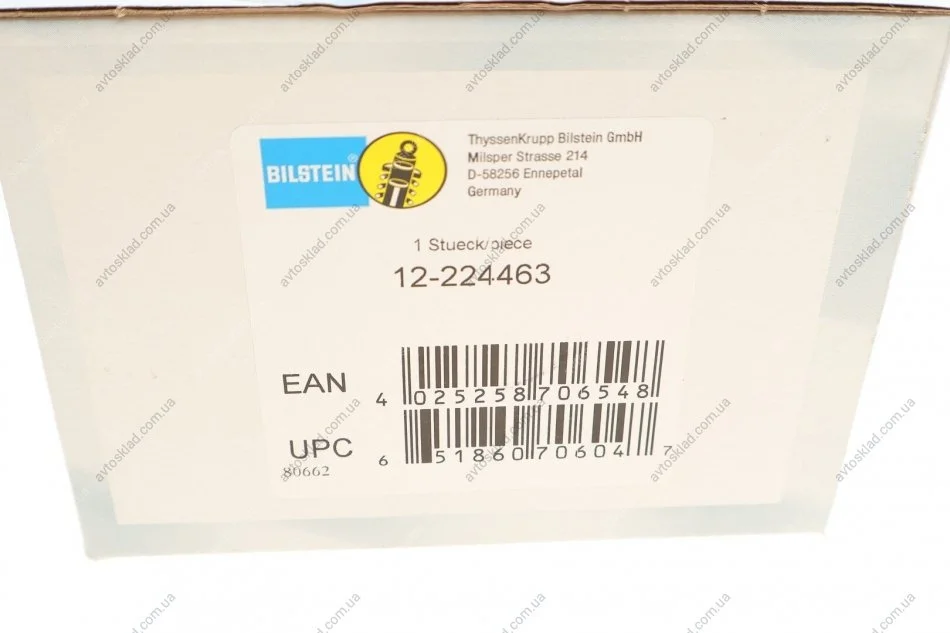 BILSTEIN®
ThyssenKrupp Bilstein GmbH
Milsper Strasse 214
D-58256 Ennepetal
Germany
1 Stueck/piece
12-224463
EAN
4 025258 706548
UPC
6 51860 70604 7
80662
avtosklad.com.ua